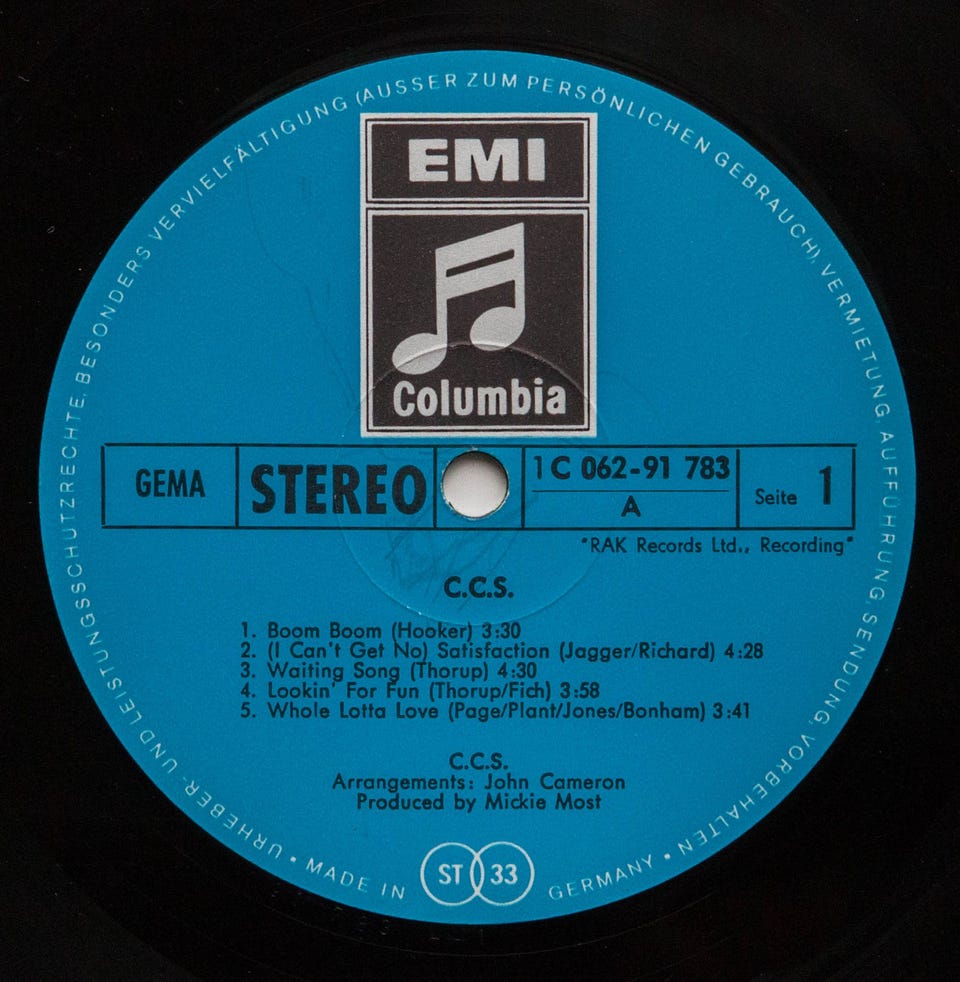 URHEBER- UND LEISTUNGSSCHUTZRECHTE, BESONDERS VERVIELFÄLTIGUNG (AUSSER ZUM PERSÖNLICHEN GEBRAUCH), VERMIETUNG, AUFFÜHRUNG, SENDUNG, VORBEHALTEN •
EMI
Columbia
GEMA
STEREO
1 C 062-91 783
A
Seite 1
"RAK Records Ltd., Recording"
C.C.S.
1. Boom Boom (Hooker) 3:30
2. (I Can't Get No) Satisfaction (Jagger/Richard) 4:28
3. Waiting Song (Thorup) 4:30
4. Lookin' For Fun (Thorup/Fich) 3:58
5. Whole Lotta Love (Page/Plant/Jones/Bonham) 3:41
C.C.S.
Arrangements: John Cameron
Produced by Mickie Most
• MADE IN ST 33 GERMANY